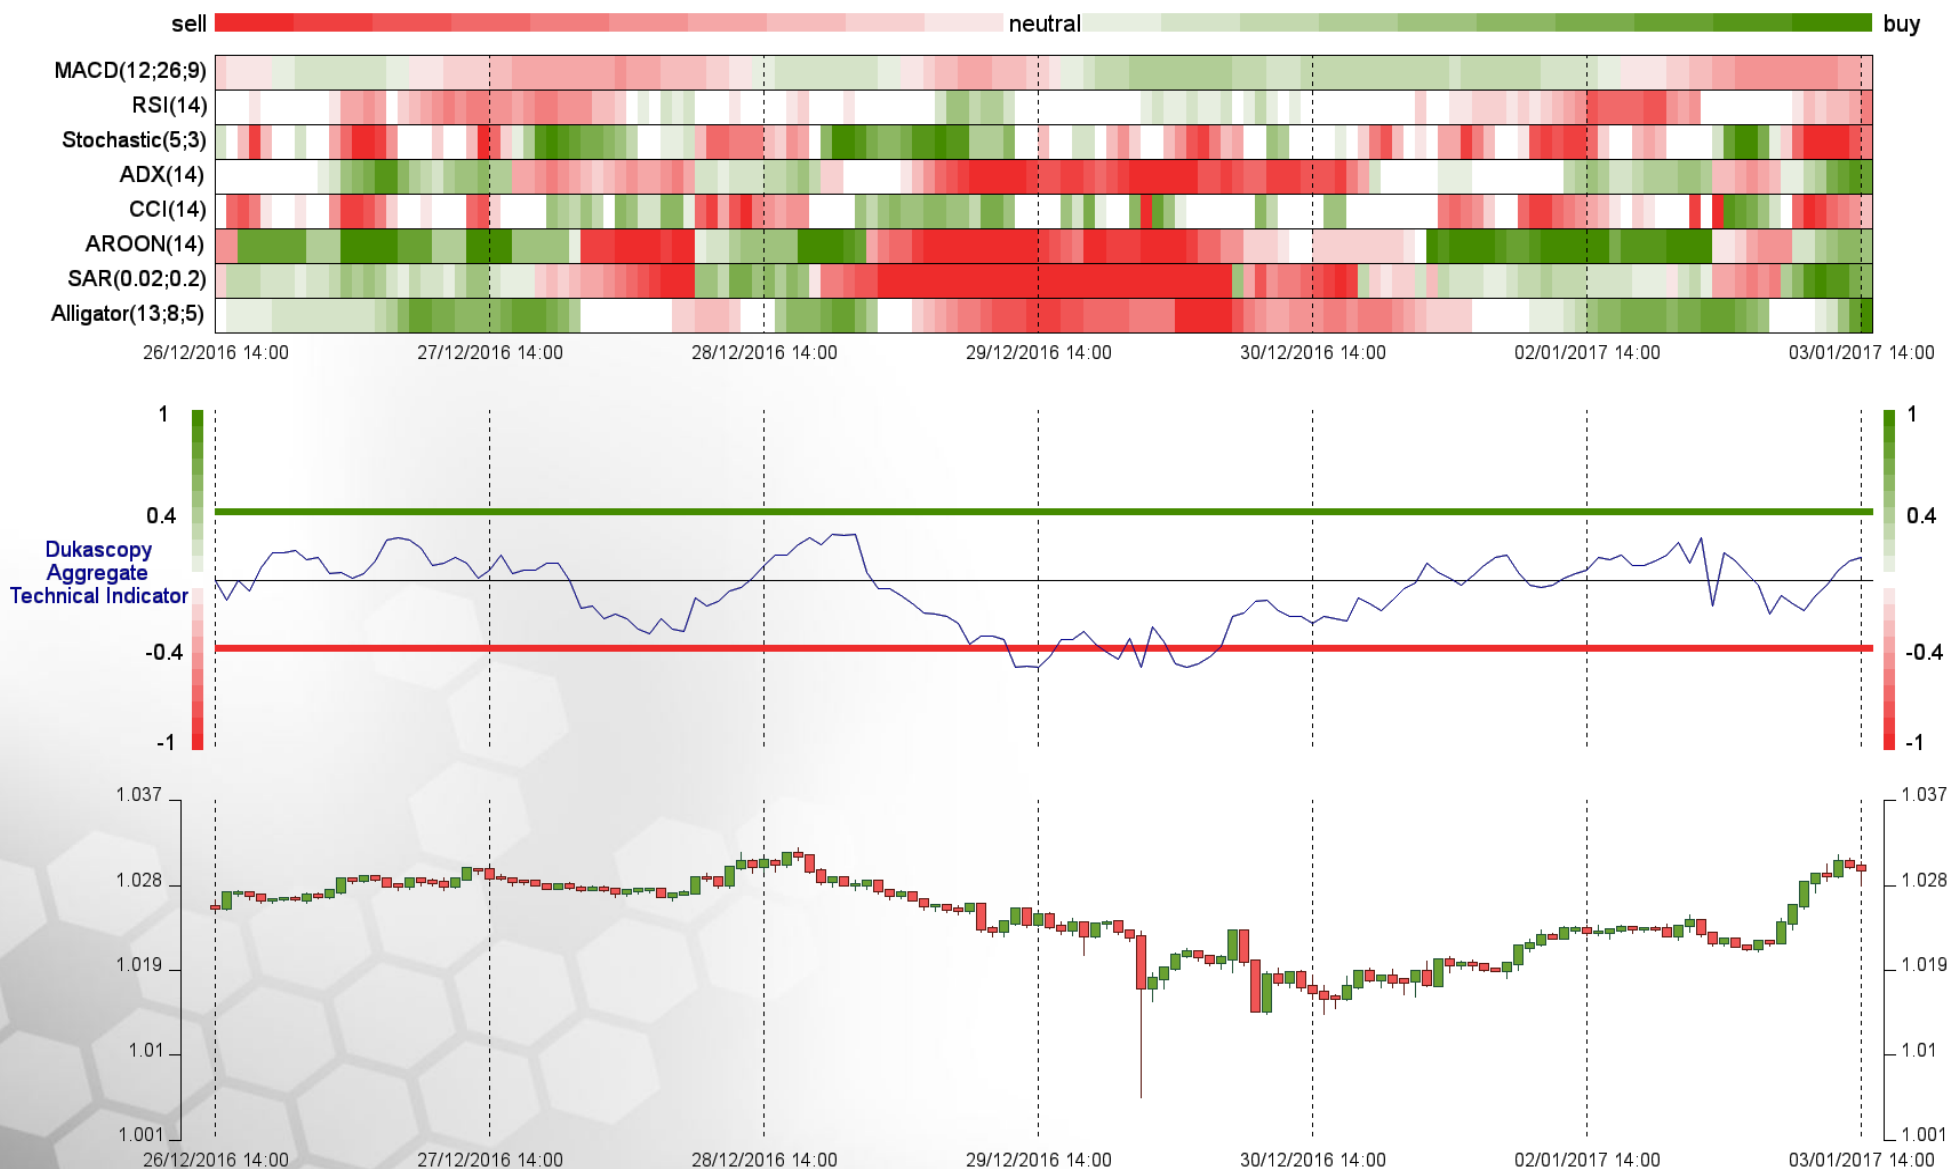 sell neutral buy
MACD(12;26;9)
RSI(14)
Stochastic(5;3)
ADX(14)
CCI(14)
AROON(14)
SAR(0.02;0.2)
Alligator(13;8;5)
26/12/2016 14:00 27/12/2016 14:00 28/12/2016 14:00 29/12/2016 14:00 30/12/2016 14:00 02/01/2017 14:00 03/01/2017 14:00
1 1
0.4 0.4
Dukascopy
Aggregate
Technical Indicator
-0.4 -0.4
-1 -1
1.037 1.037
1.028 1.028
1.019 1.019
1.01 1.01
1.001 1.001
26/12/2016 14:00 27/12/2016 14:00 28/12/2016 14:00 29/12/2016 14:00 30/12/2016 14:00 02/01/2017 14:00 03/01/2017 14:00